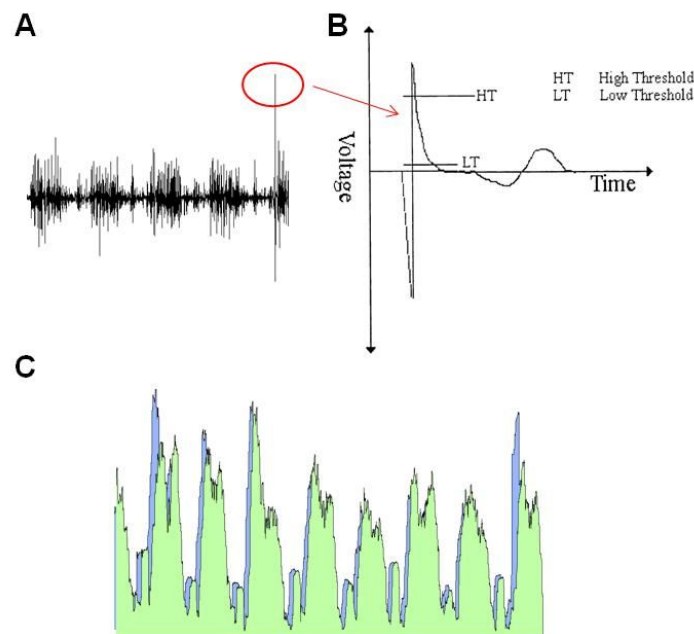 A
B
HT High Threshold
LT Low Threshold
HT
LT
Voltage
Time
C